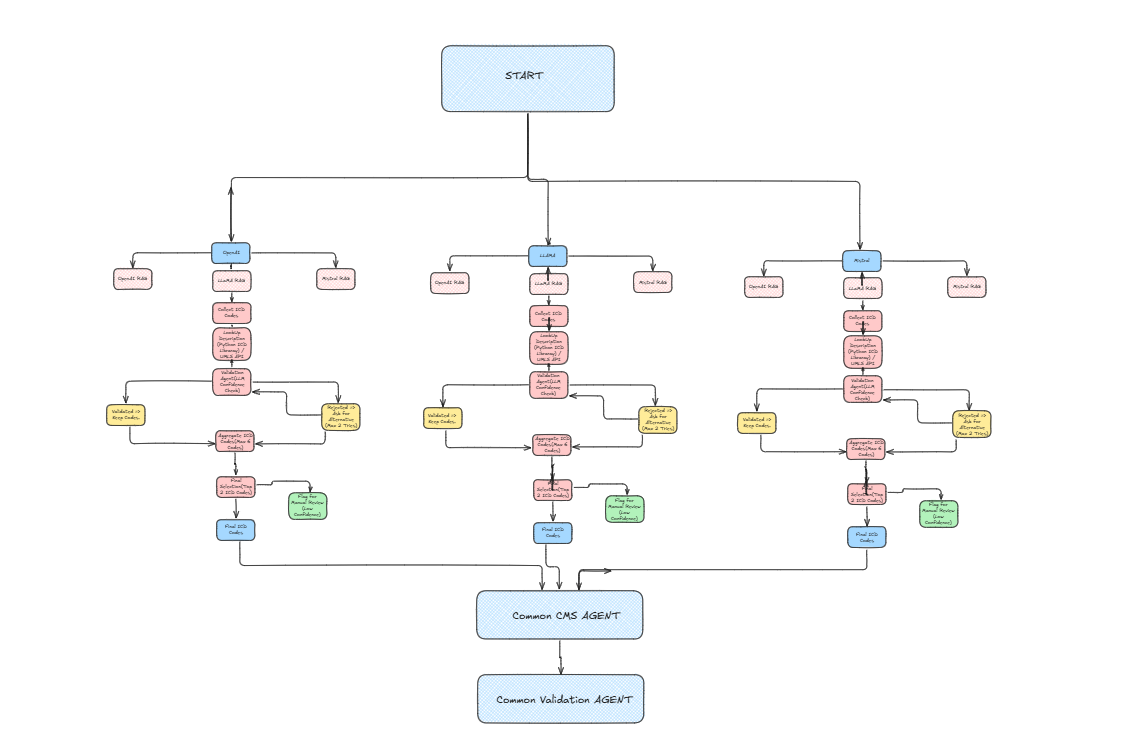 START
OpenAI
OpenAI RAG
LLaMA RAG
Mistral RAG
Collect ICD
Codes
LookUp
Description
(Python ICD
Library) /
UMLS API
Validation
Agent(LLM
Confidence
Check)
Validated =>
Keep Codes.
Rejected =>
Ask for
Alternative
(Max 2 Tries)
Aggregate ICD
Codes(Max 6
Codes)
Final
Selection(Top
2 ICD Codes)
Flag for
Manual Review
(Low
Confidence)
Final ICD
Codes
LLAMA
OpenAI RAG
LLaMA RAG
Mistral RAG
Collect ICD
Codes
LookUp
Description
(Python ICD
Library) /
UMLS API
Validation
Agent(LLM
Confidence
Check)
Validated =>
Keep Codes.
Rejected =>
Ask for
Alternative
(Max 2 Tries)
Aggregate ICD
Codes(Max 6
Codes)
Final
Selection(Top
2 ICD Codes)
Flag for
Manual Review
(Low
Confidence)
Final ICD
Codes
Mistral
OpenAI RAG
LLaMA RAG
Mistral RAG
Collect ICD
Codes
LookUp
Description
(Python ICD
Library) /
UMLS API
Validation
Agent(LLM
Confidence
Check)
Validated =>
Keep Codes.
Rejected =>
Ask for
Alternative
(Max 2 Tries)
Aggregate ICD
Codes(Max 6
Codes)
Final
Selection(Top
2 ICD Codes)
Flag for
Manual Review
(Low
Confidence)
Final ICD
Codes
Common CMS AGENT
Common Validation AGENT